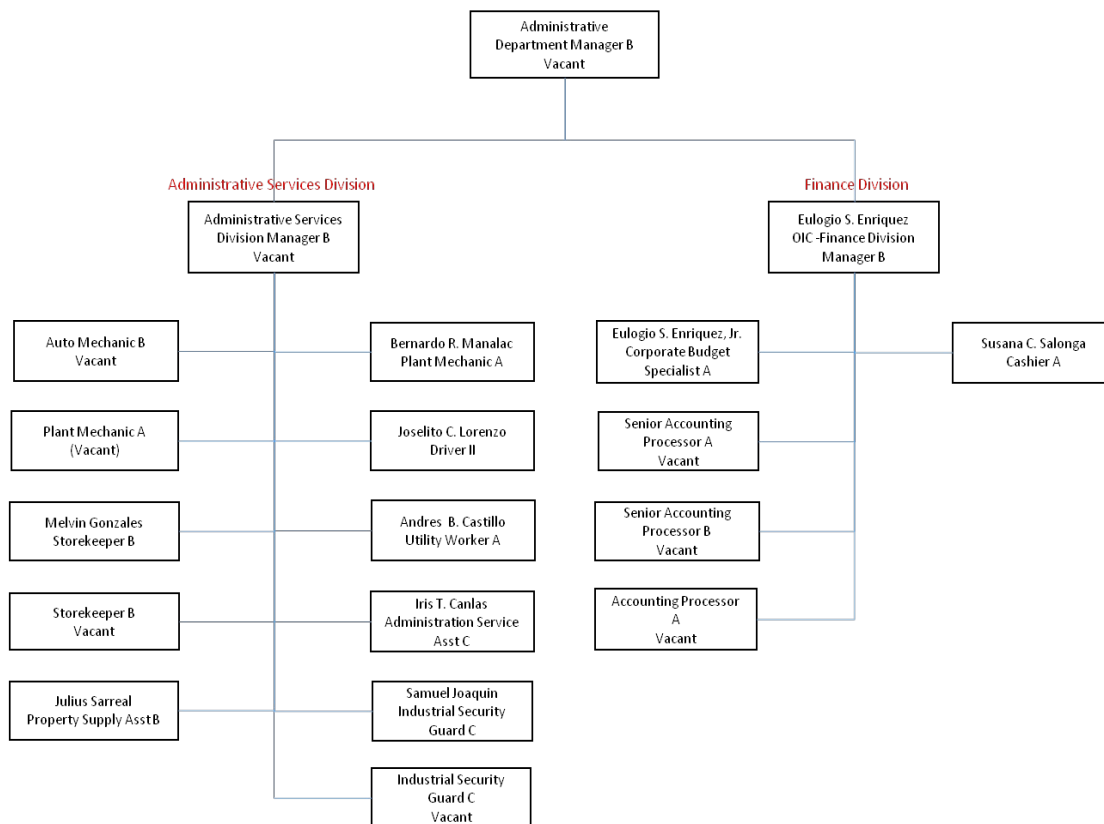 Administrative
Department Manager B
Vacant
Administrative Services Division
Finance Division
Administrative Services
Division Manager B
Vacant
Eulogio S. Enriquez
OIC -Finance Division
Manager B
Auto Mechanic B
Vacant
Bernardo R. Manalac
Plant Mechanic A
Eulogio S. Enriquez, Jr.
Corporate Budget
Specialist A
Susana C. Salonga
Cashier A
Plant Mechanic A
(Vacant)
Joselito C. Lorenzo
Driver II
Senior Accounting
Processor A
Vacant
Melvin Gonzales
Storekeeper B
Andres B. Castillo
Utility Worker A
Senior Accounting
Processor B
Vacant
Storekeeper B
Vacant
Iris T. Canlas
Administration Service
Asst C
Accounting Processor
A
Vacant
Julius Sarreal
Property Supply Asst B
Samuel Joaquin
Industrial Security
Guard C
Industrial Security
Guard C
Vacant